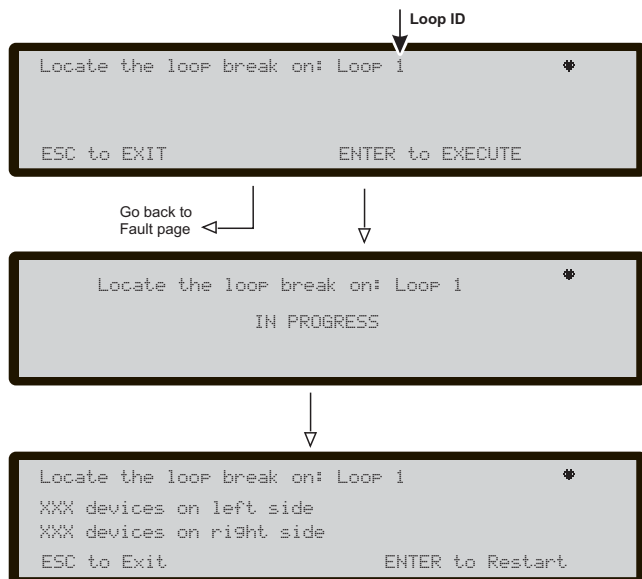 Loop ID
Locate the loop break on: Loop 1
ESC to EXIT ENTER to EXECUTE
Go back to
Fault page
Locate the loop break on: Loop 1
IN PROGRESS
Locate the loop break on: Loop 1
XXX devices on left side
XXX devices on right side
ESC to Exit ENTER to Restart